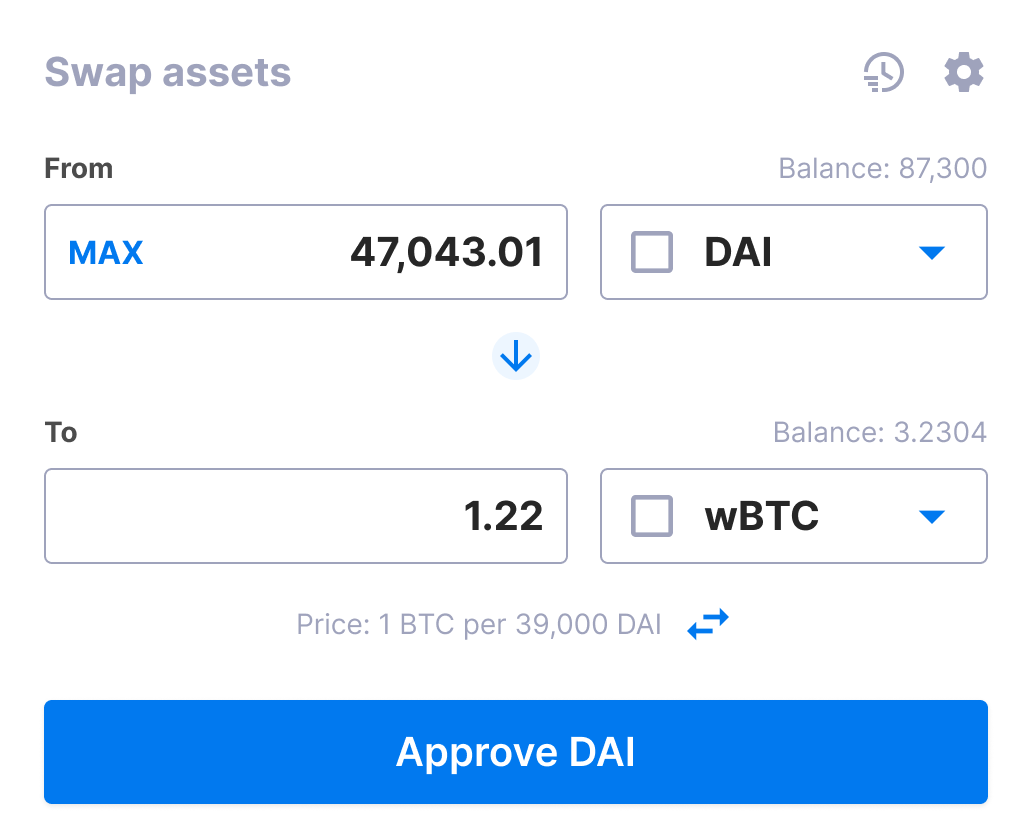 Swap assets
From Balance: 87,300
MAX 47,043.01 DAI
To Balance: 3.2304
1.22 wBTC
Price: 1 BTC per 39,000 DAI
Approve DAI